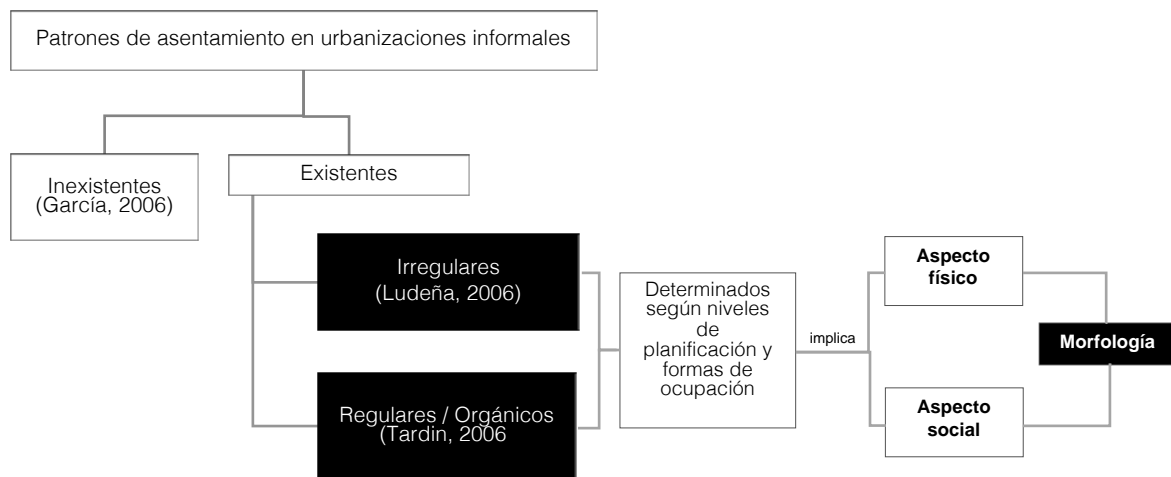 Patrones de asentamiento en urbanizaciones informales
Inexistentes
(García, 2006)
Existentes
Irregulares
(Ludeña, 2006)
Regulares / Orgánicos
(Tardin, 2006
Determinados
según niveles
de
planificación y
formas de
ocupación
implica
Aspecto
físico
Aspecto
social
Morfología